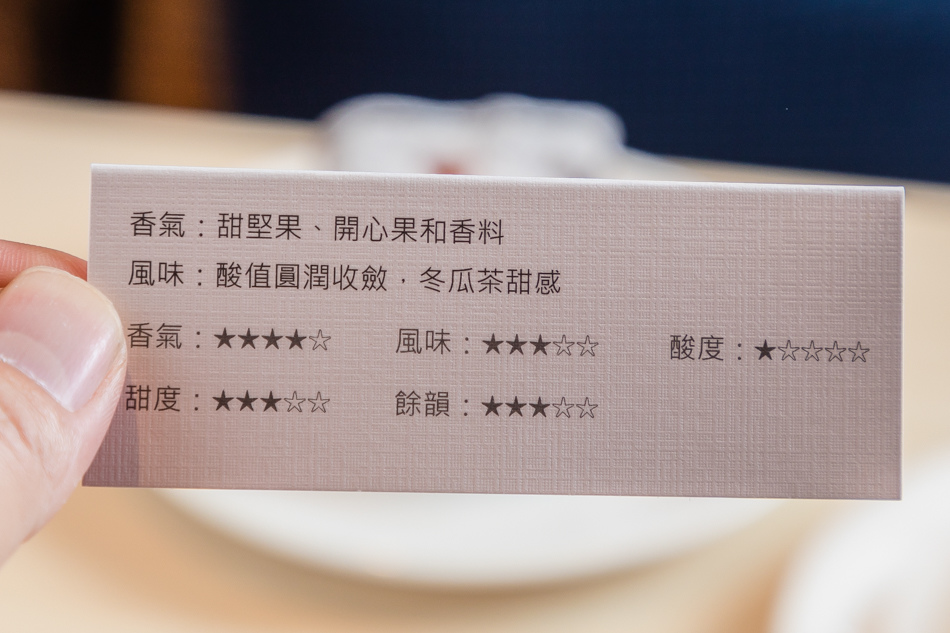 香氣：甜堅果、開心果和香料
風味：酸值圓潤收斂，冬瓜茶甜感
香氣：★★★★☆ 風味：★★★☆☆ 酸度：★☆☆☆☆
甜度：★★★☆☆ 餘韻：★★★☆☆